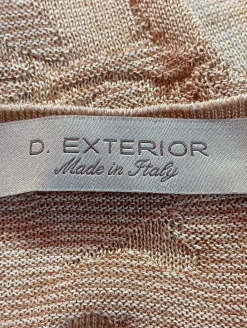 D. EXTERIOR
Made in Italy